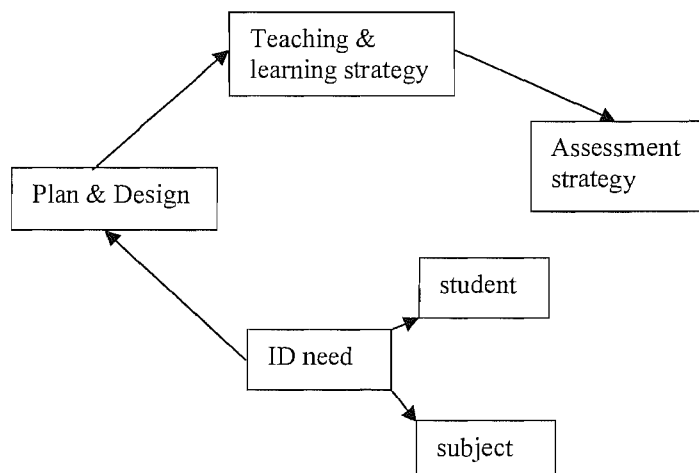 Teaching &
learning strategy
Assessment
strategy
Plan & Design
student
ID need
subject